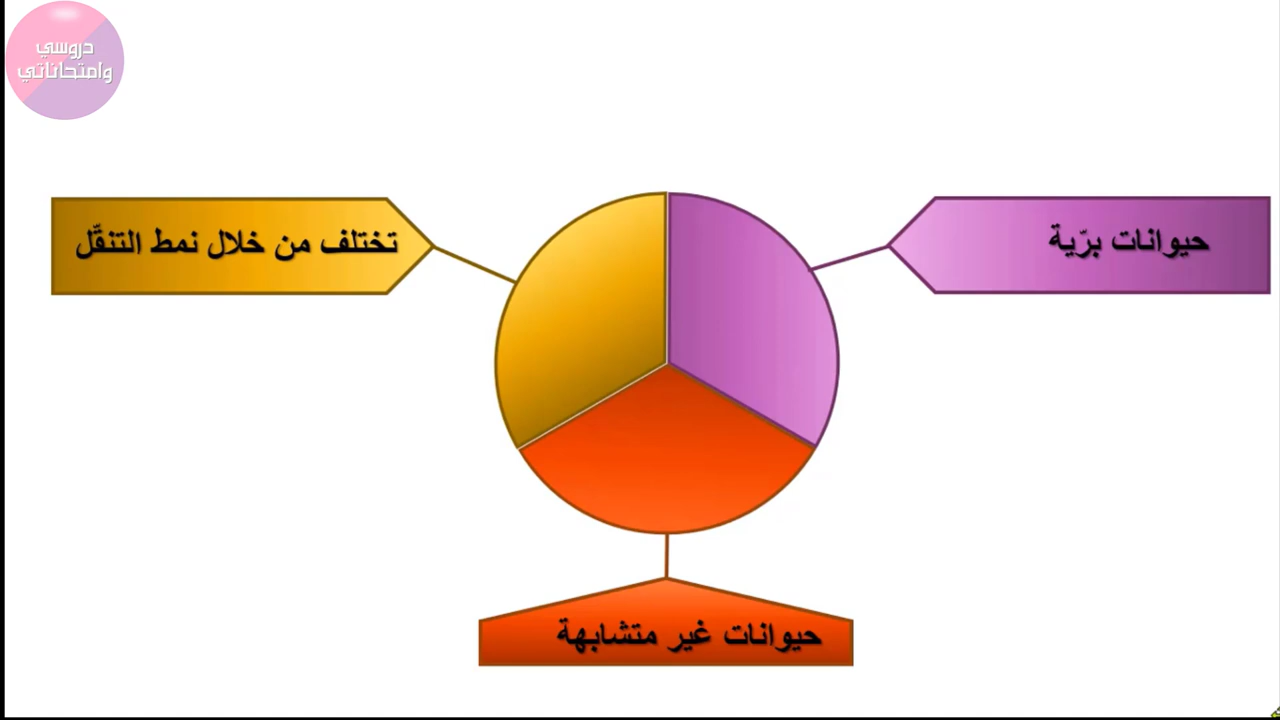 دروسي
وامتحاناتي
حيوانات برّية
تختلف من خلال نمط التنقّل
حيوانات غير متشابهة